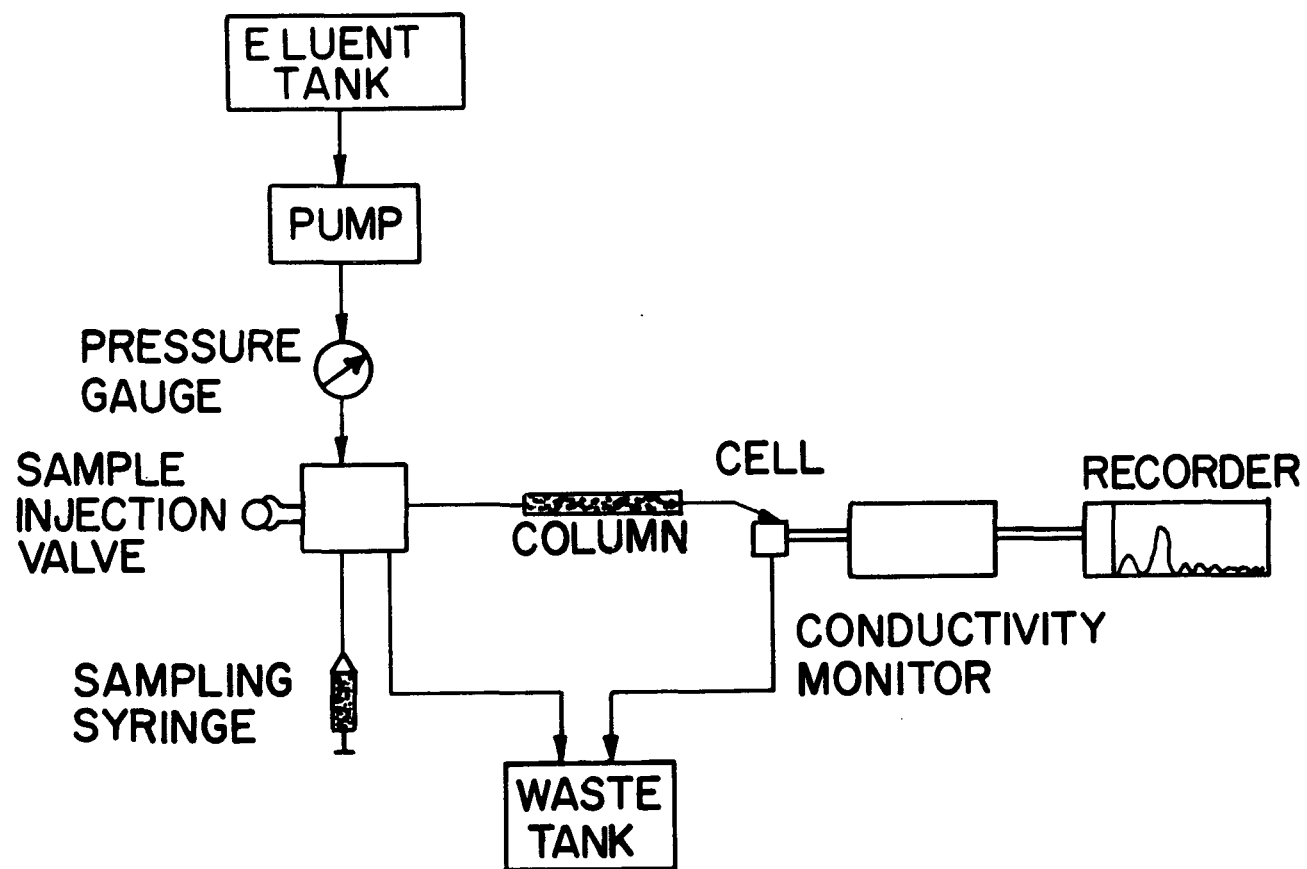 ELUENT
TANK
PUMP
PRESSURE
GAUGE
SAMPLE
INJECTION
VALVE
CELL
RECORDER
COLUMN
CONDUCTIVITY
MONITOR
SAMPLING
SYRINGE
WASTE
TANK